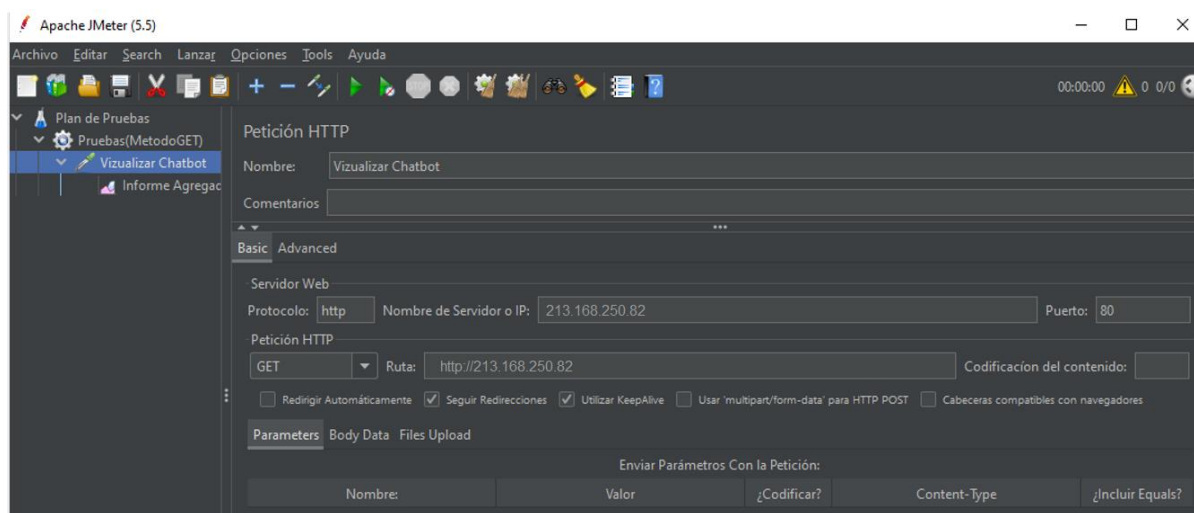 Apache JMeter (5.5)
Archivo Editar Search Lanzar Opciones Tools Ayuda
00:00:00 0 0/0
Plan de Pruebas
Pruebas(MetodoGET)
Vizualizar Chatbot
Informe Agregac
Petición HTTP
Nombre: Vizualizar Chatbot
Comentarios
Basic Advanced
Servidor Web
Protocolo: http Nombre de Servidor o IP: 213.168.250.82 Puerto: 80
Petición HTTP
GET Ruta: http://213.168.250.82 Codificacíon del contenido:
Redirigir Automáticamente Seguir Redirecciones Utilizar KeepAlive Usar 'multipart/form-data' para HTTP POST Cabeceras compatibles con navegadores
Parameters Body Data Files Upload
Enviar Parámetros Con la Petición:
Nombre: Valor ¿Codificar? Content-Type ¿Incluir Equals?